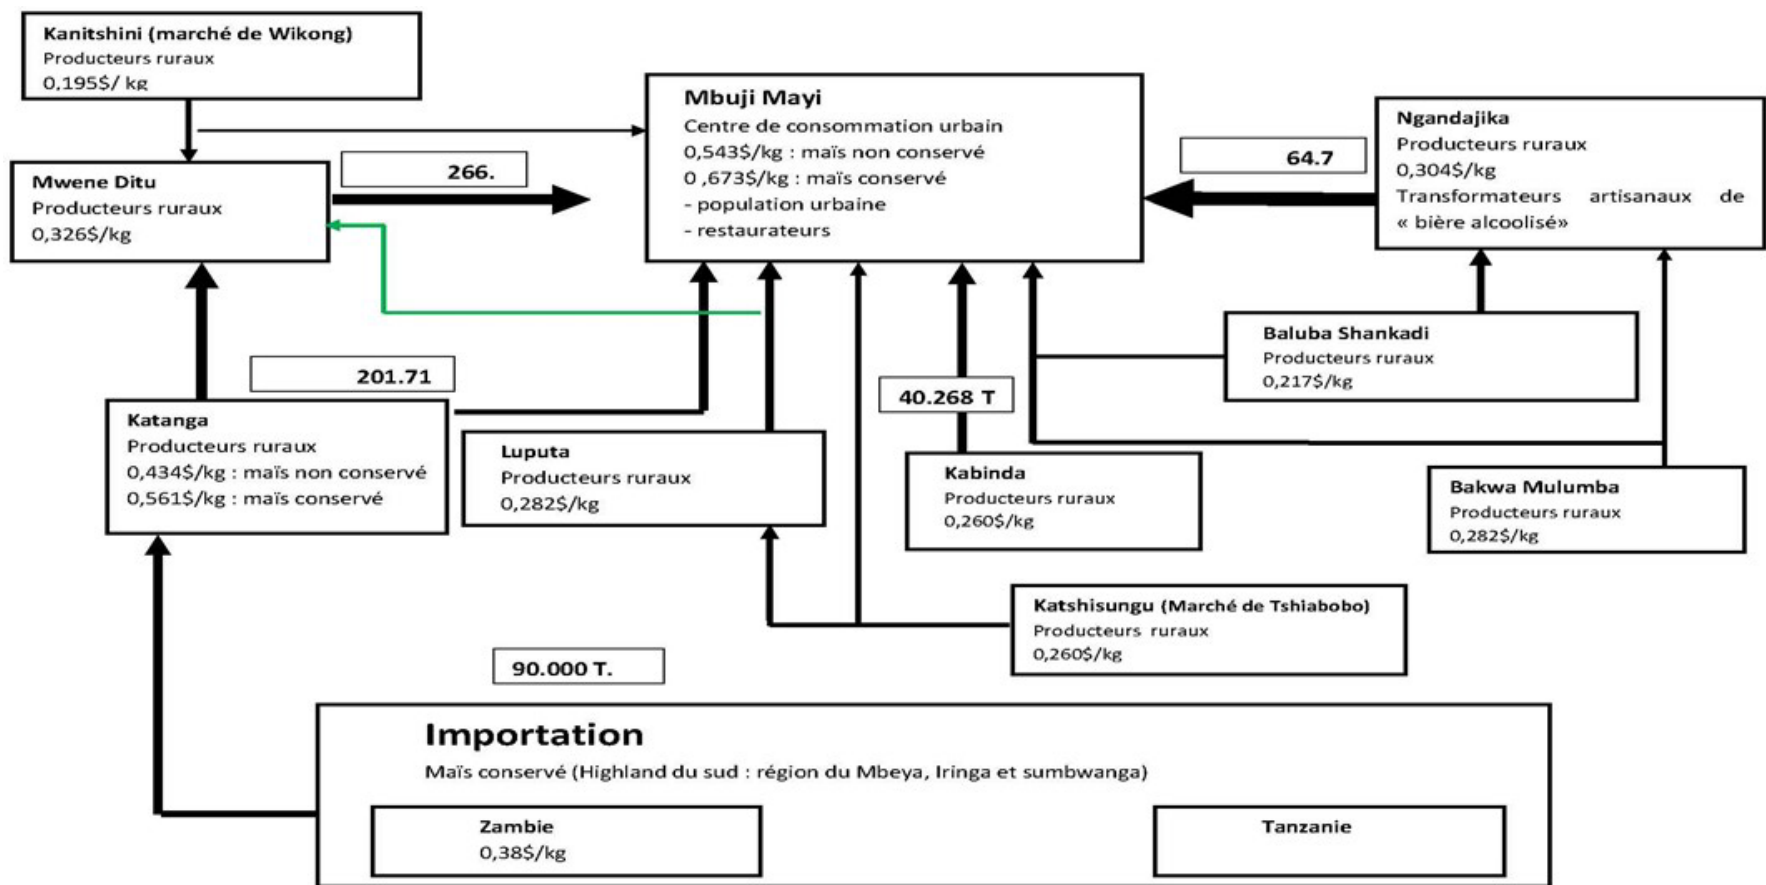 Kanitshini (marché de Wikong)
Producteurs ruraux
0,195$/ kg
Mbuji Mayi
Centre de consommation urbain
0,543$/kg : maïs non conservé
0 ,673$/kg : maïs conservé
- population urbaine
- restaurateurs
Ngandajika
Producteurs ruraux
0,304$/kg
Transformateurs artisanaux de
« bière alcoolisé»
64.7
266.
Mwene Ditu
Producteurs ruraux
0,326$/kg
Baluba Shankadi
Producteurs ruraux
0,217$/kg
201.71
40.268 T
Katanga
Producteurs ruraux
0,434$/kg : maïs non conservé
0,561$/kg : maïs conservé
Luputa
Producteurs ruraux
0,282$/kg
Kabinda
Producteurs ruraux
0,260$/kg
Bakwa Mulumba
Producteurs ruraux
0,282$/kg
Katshisungu (Marché de Tshiabobo)
Producteurs ruraux
0,260$/kg
90.000 T.
Importation
Maïs conservé (Highland du sud : région du Mbeya, Iringa et sumbwanga)
Zambie
0,38$/kg
Tanzanie